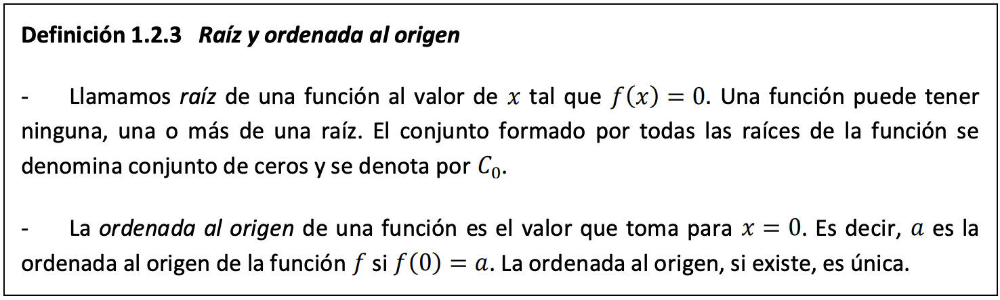 Definición 1.2.3 Raíz y ordenada al origen
- Llamamos raíz de una función al valor de x tal que f(x) = 0. Una función puede tener
ninguna, una o más de una raíz. El conjunto formado por todas las raíces de la función se
denomina conjunto de ceros y se denota por C₀.
- La ordenada al origen de una función es el valor que toma para x = 0. Es decir, a es la
ordenada al origen de la función f si f(0) = a. La ordenada al origen, si existe, es única.